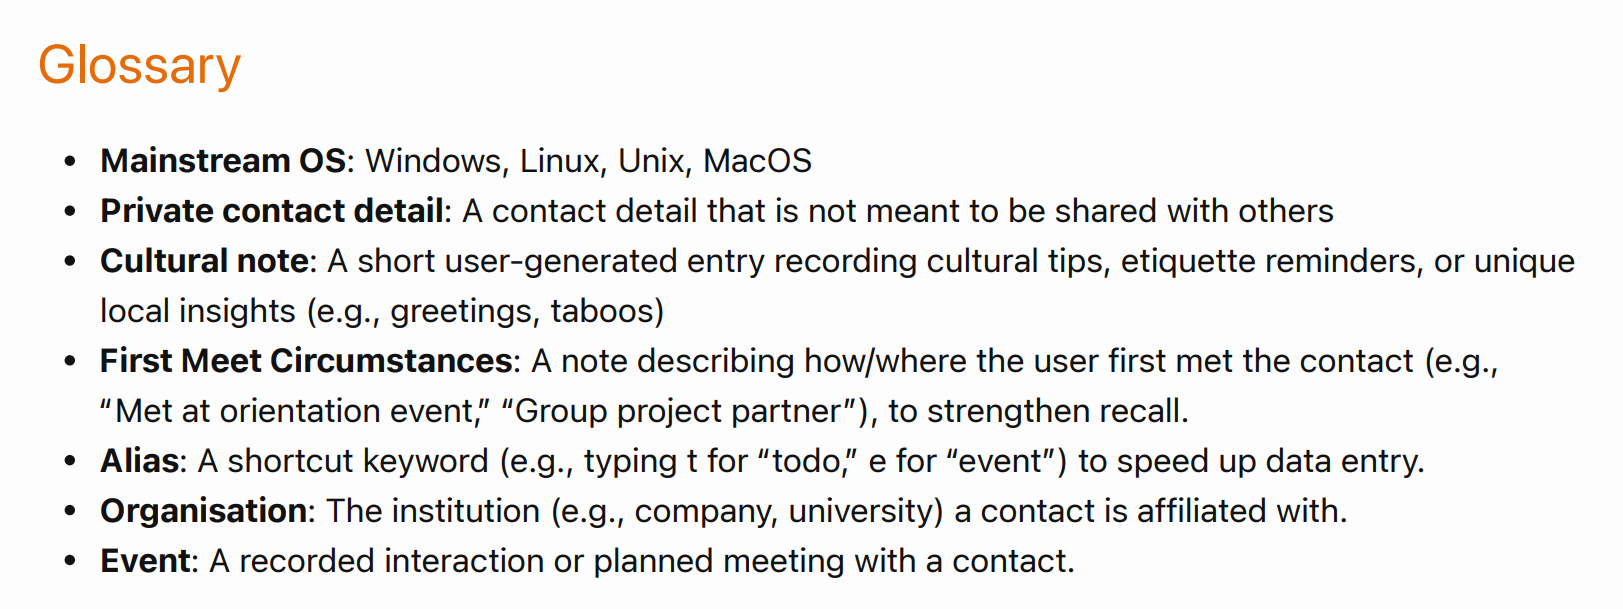 Glossary
• Mainstream OS: Windows, Linux, Unix, MacOS
• Private contact detail: A contact detail that is not meant to be shared with others
• Cultural note: A short user-generated entry recording cultural tips, etiquette reminders, or unique
local insights (e.g., greetings, taboos)
• First Meet Circumstances: A note describing how/where the user first met the contact (e.g.,
“Met at orientation event,” “Group project partner”), to strengthen recall.
• Alias: A shortcut keyword (e.g., typing t for “todo,” e for “event”) to speed up data entry.
• Organisation: The institution (e.g., company, university) a contact is affiliated with.
• Event: A recorded interaction or planned meeting with a contact.